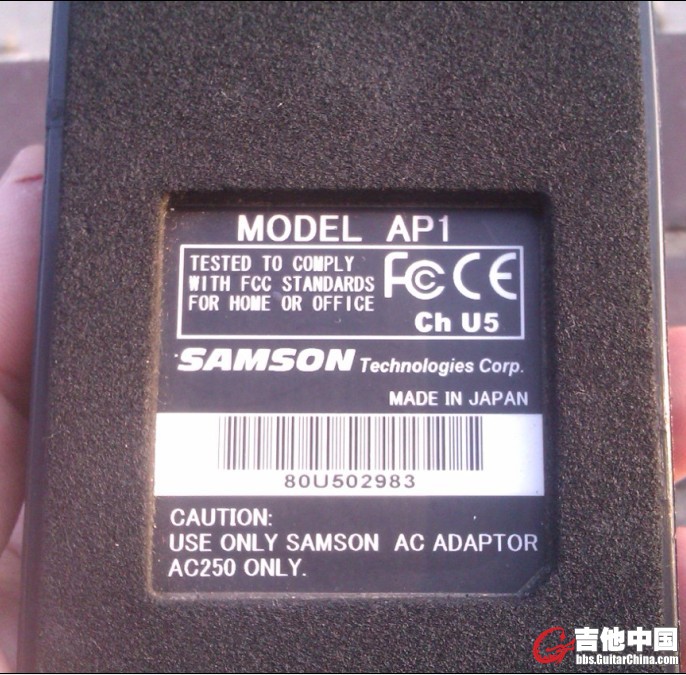 MODEL AP1
TESTED TO COMPLY
WITH FCC STANDARDS
FOR HOME OR OFFICE
FC CE
Ch U5
SAMSON Technologies Corp.
MADE IN JAPAN
80U502983
CAUTION:
USE ONLY SAMSON AC ADAPTOR
AC250 ONLY.
吉他中国
bbs.GuitarChina.com